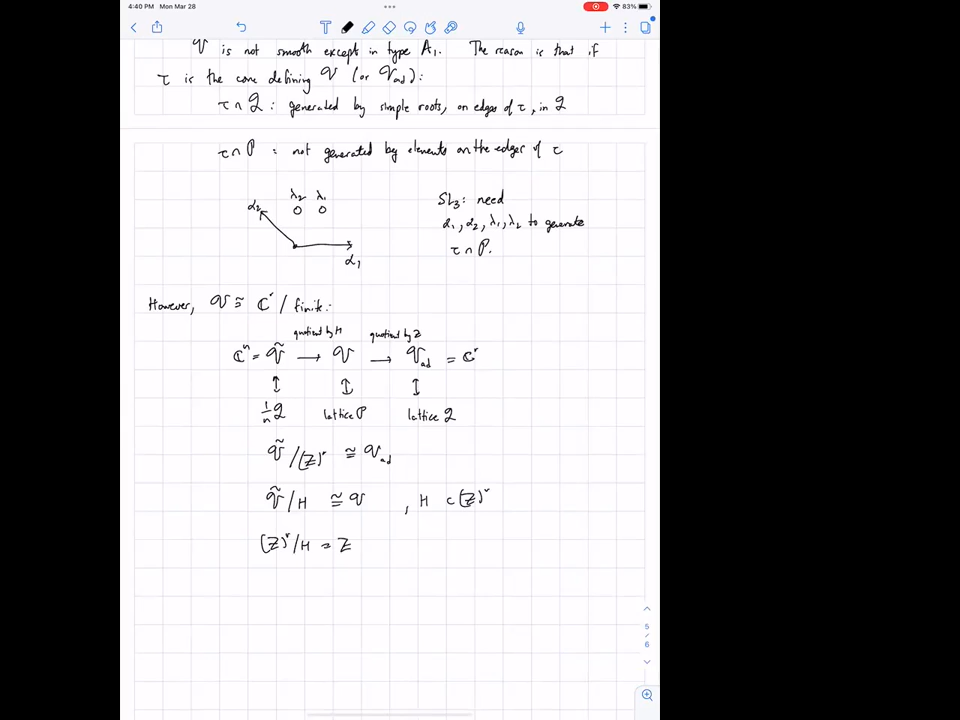 4:40 PM Mon Mar 28
83%
𝒱 is not smooth except in type A₁. The reason is that if
τ is the cone defining 𝒱 (or 𝒱_ad):
τ ∩ Q : generated by simple roots, on edges of τ, in Q
τ ∩ P : not generated by elements on the edges of τ
α₂ λ₂ λ₁
α₁
SL₃: need
α₁, α₂, λ₁, λ₂ to generate
τ ∩ P.
However, 𝒱 ≅ ℂʳ / finite:
quotient by H quotient by Z
ℂⁿ = 𝒱̃ → 𝒱 → 𝒱_ad = ℂʳ
↕ ↕ ↕
1/n Q lattice P lattice Q
𝒱̃ / (Z)ʳ ≅ 𝒱_ad
𝒱̃ / H ≅ 𝒱 , H ⊂ (Z)ʳ
(Z)ʳ / H = Z
5
/
6